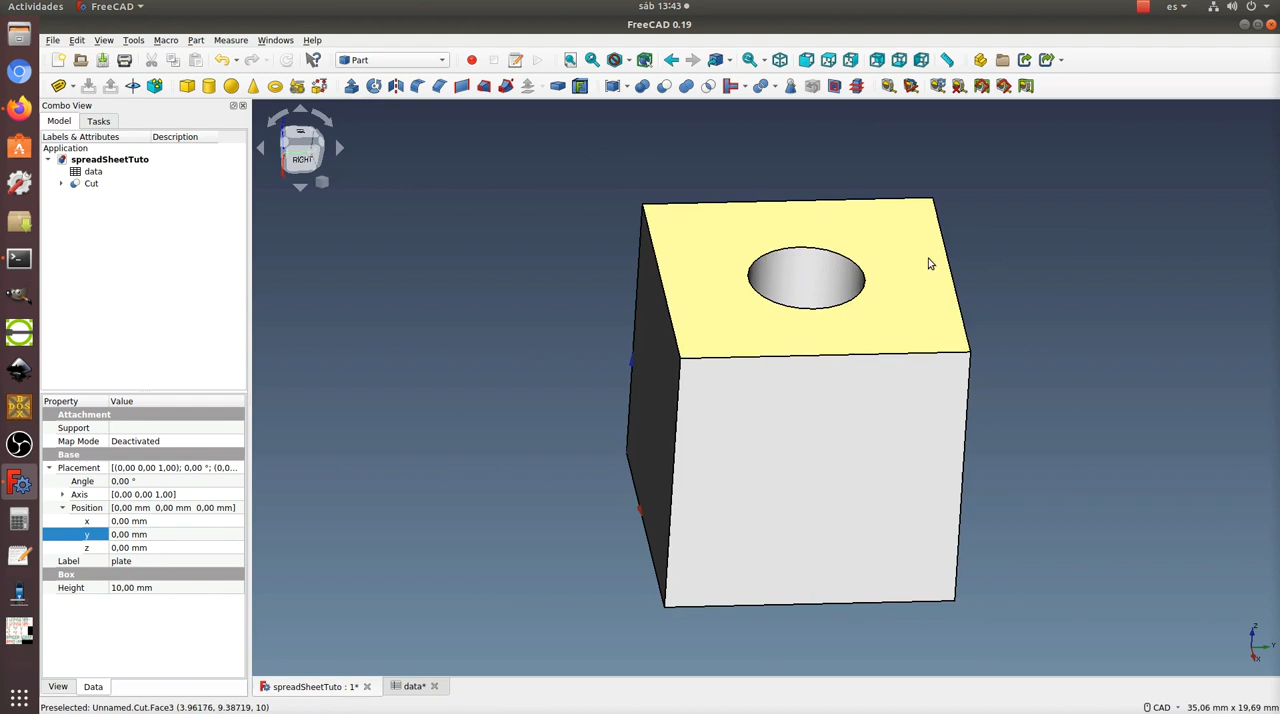 Actividades FreeCAD sáb 13:43 es
FreeCAD 0.19
File Edit View Tools Macro Part Measure Windows Help
Part
Combo View
Model Tasks
Labels & Attributes Description
Application
spreadSheetTuto
data
Cut
RIGHT
Property Value
Attachment
Support
Map Mode Deactivated
Base
Placement [(0,00 0,00 1,00); 0,00 °; (0,0...
Angle 0,00 °
Axis [0,00 0,00 1,00]
Position [0,00 mm 0,00 mm 0,00 mm]
x 0,00 mm
y 0,00 mm
z 0,00 mm
Label plate
Box
Height 10,00 mm
Z
Y
X
View Data
spreadSheetTuto : 1* data*
Preselected: Unnamed.Cut.Face3 (3.96176, 9.38719, 10) CAD 35,06 mm x 19,69 mm